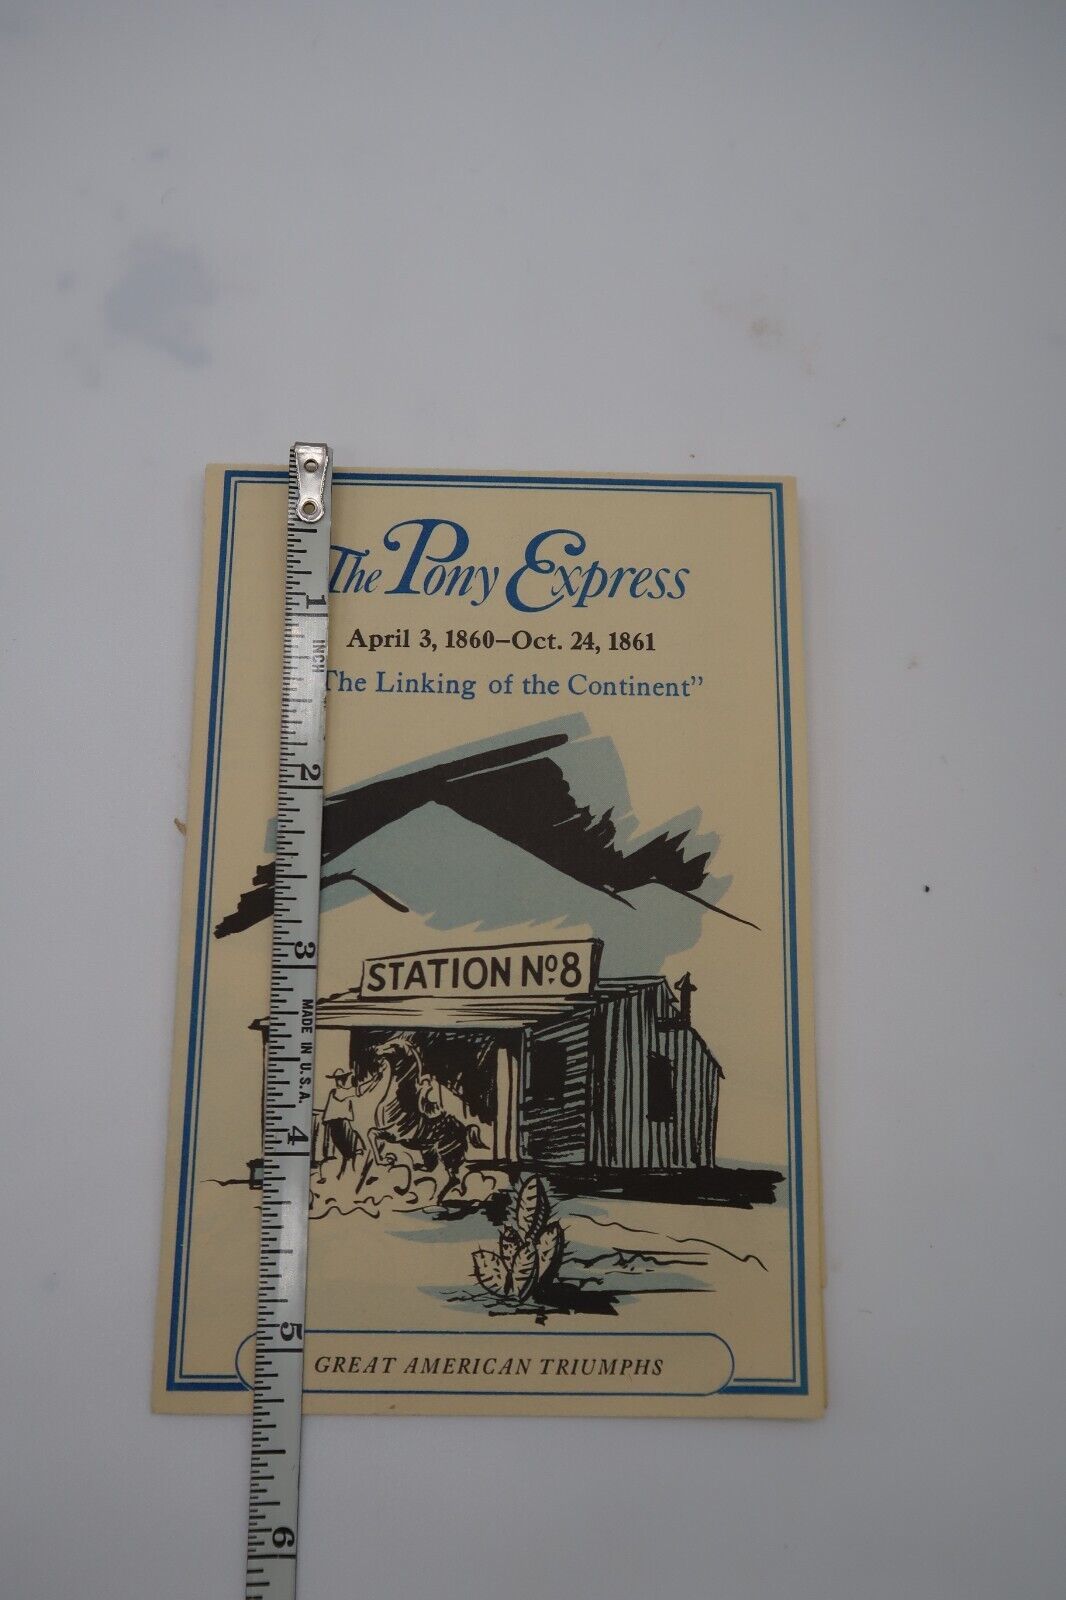 The Pony Express
April 3, 1860–Oct. 24, 1861
The Linking of the Continent”
STATION No. 8
GREAT AMERICAN TRIUMPHS
1
INCH
2
3
MADE IN U.S.A.
4
5
6